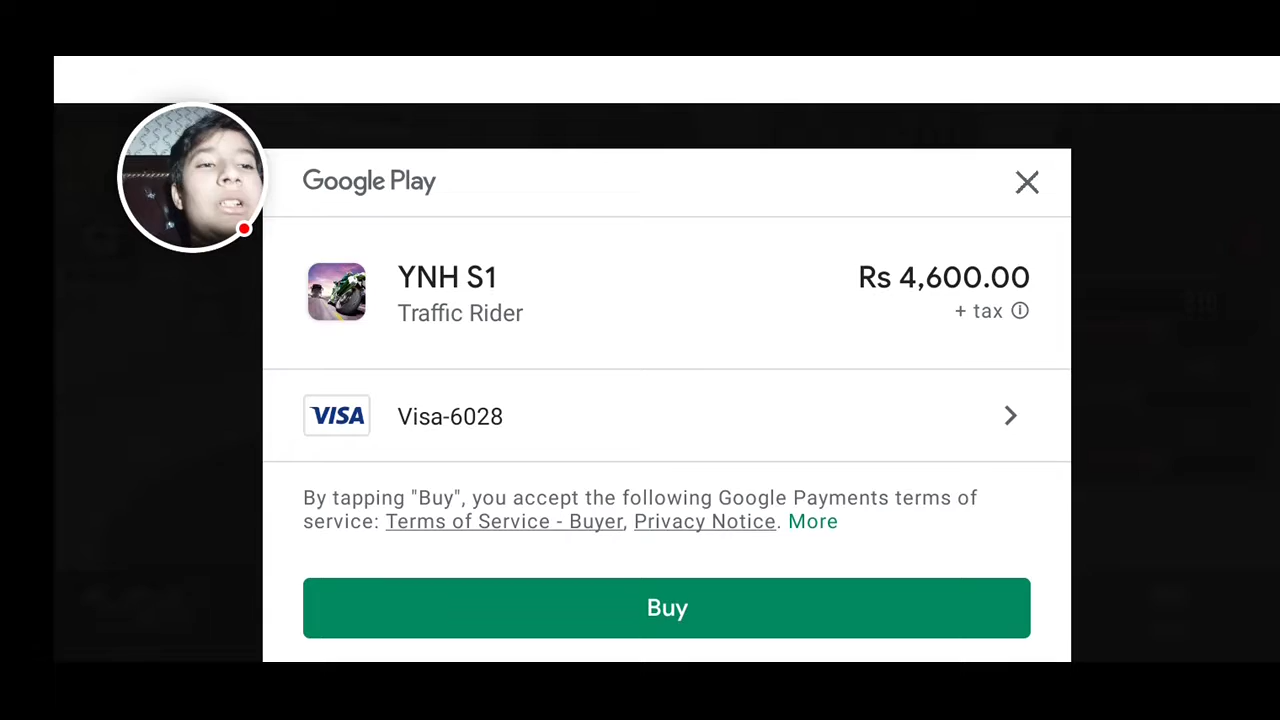 Google Play
YNH S1
Rs 4,600.00
Traffic Rider
+ tax
VISA
Visa-6028
By tapping "Buy", you accept the following Google Payments terms of
service: Terms of Service - Buyer, Privacy Notice. More
Buy